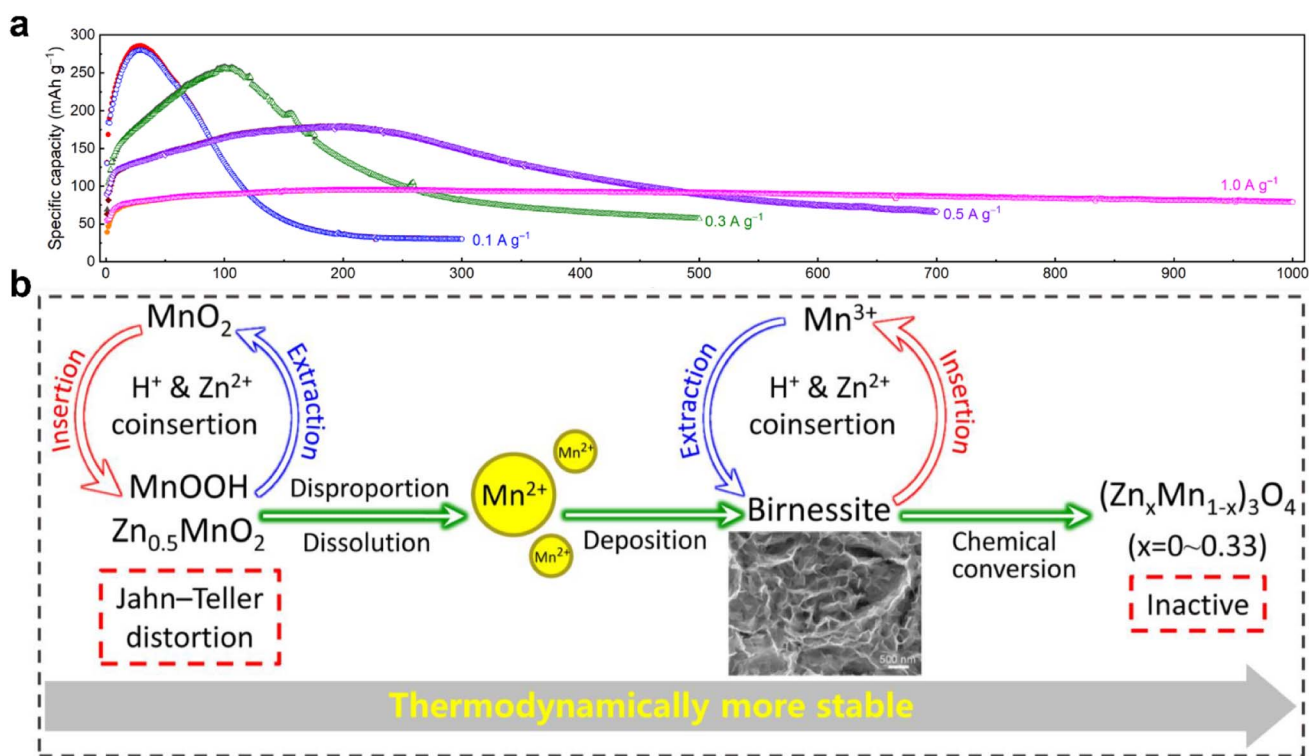 a
Specific capacity (mAh g⁻¹)
300
250
200
150
100
50
0
0.1 A g⁻¹
0.3 A g⁻¹
0.5 A g⁻¹
1.0 A g⁻¹
0 100 200 300 400 500 600 700 800 900 1000
b
MnO₂
Insertion
Extraction
H⁺ & Zn²⁺
coinsertion
MnOOH
Zn₀.₅MnO₂
Jahn–Teller
distortion
Disproportion
Dissolution
Mn²⁺
Mn²⁺
Mn²⁺
Deposition
Mn³⁺
Extraction
Insertion
H⁺ & Zn²⁺
coinsertion
Birnessite
500 nm
Chemical
conversion
(ZnₓMn₁₋ₓ)₃O₄
(x=0~0.33)
Inactive
Thermodynamically more stable